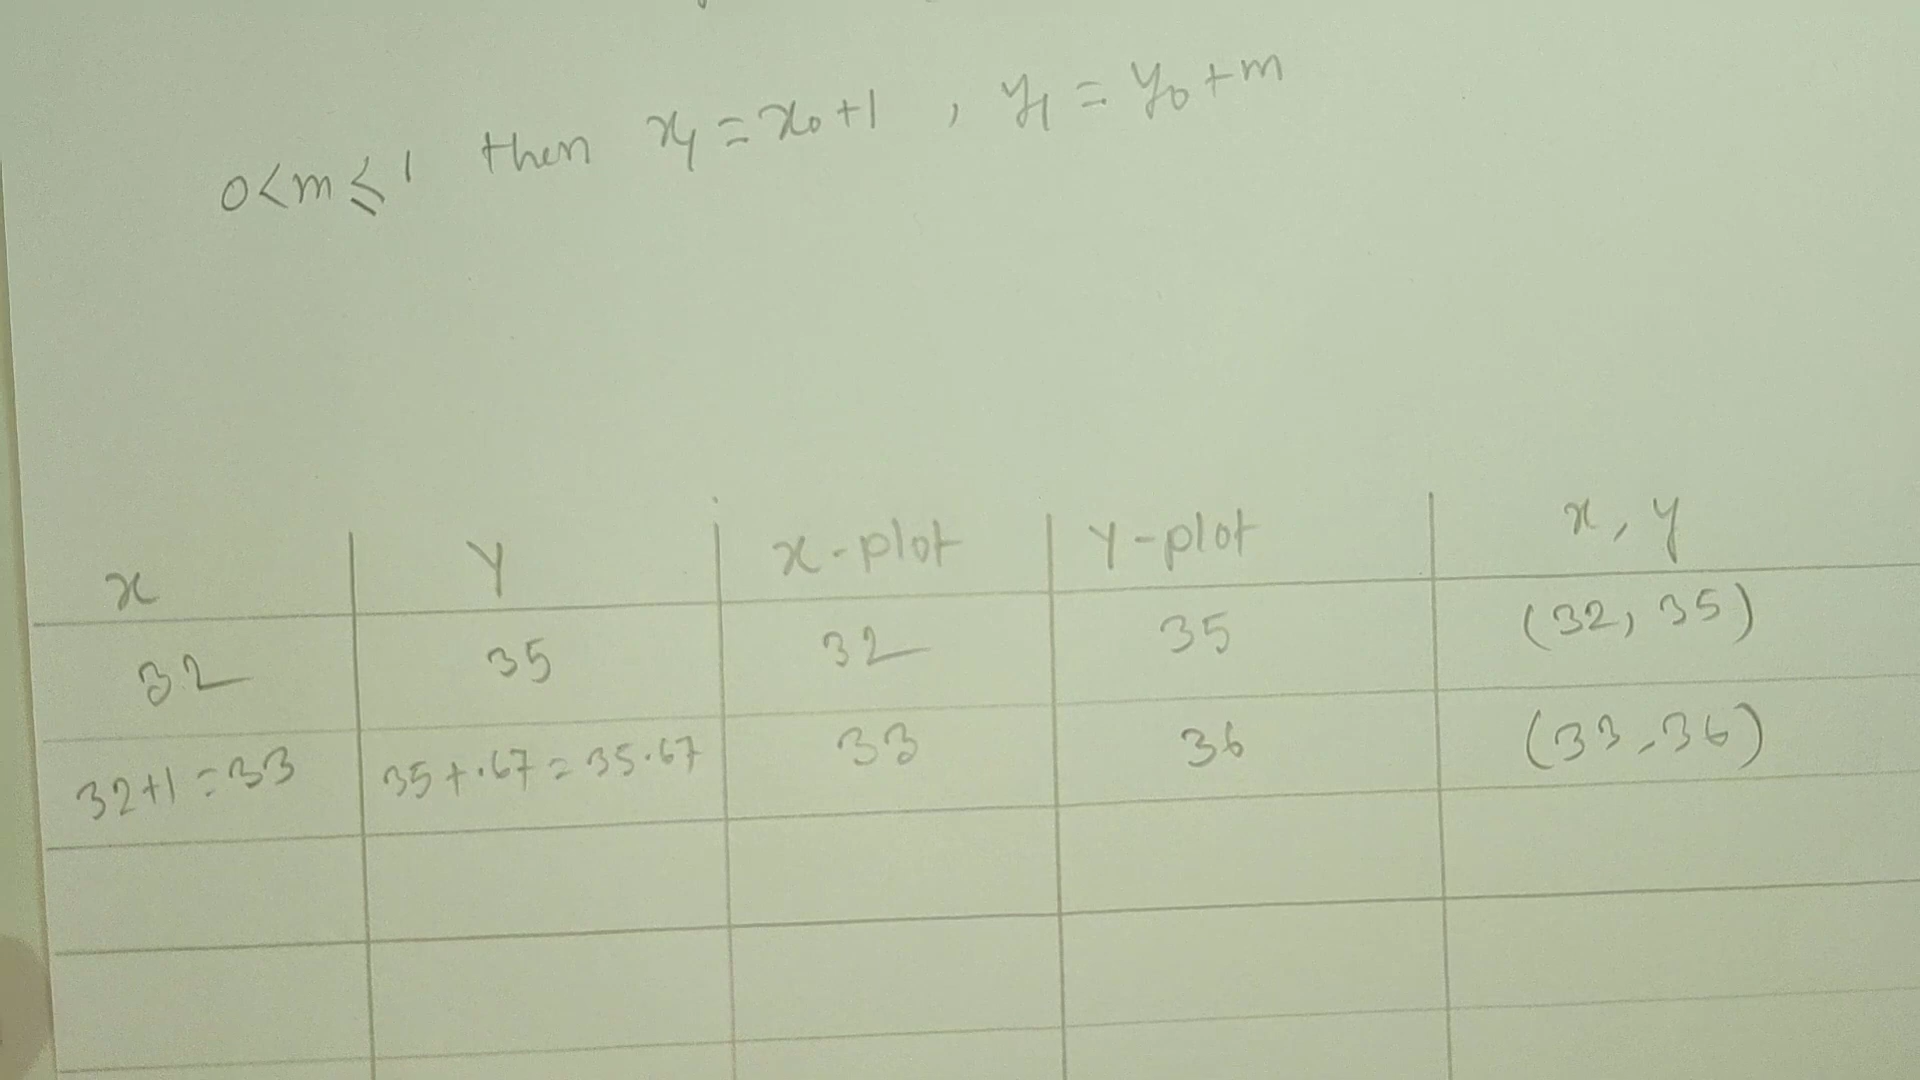 0<m≤1 then x₁=x₀+1 , y₁=y₀+m
x Y x-plot Y-plot x, y
32 35 32 35 (32, 35)
32+1=33 35+.67=35.67 33 36 (33,36)